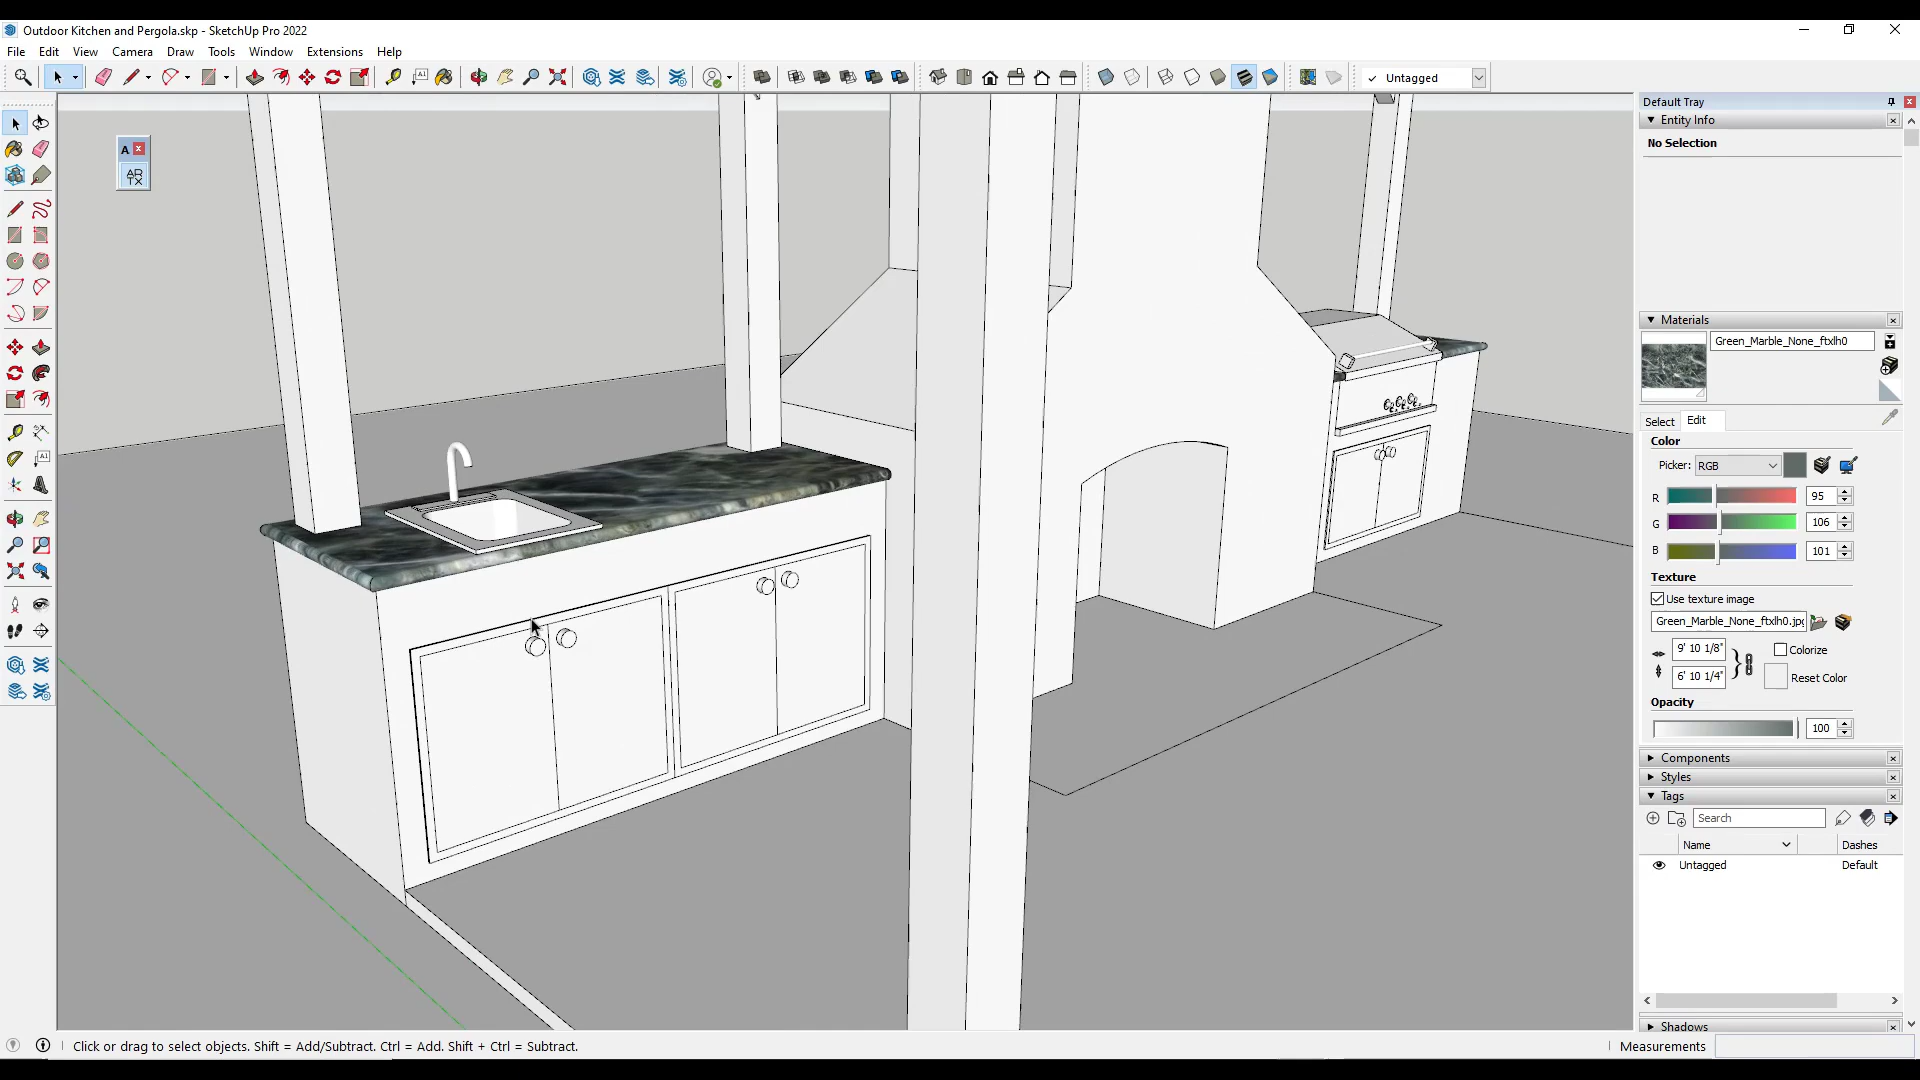 Outdoor Kitchen and Pergola.skp - SketchUp Pro 2022
File Edit View Camera Draw Tools Window Extensions Help
Untagged
Default Tray
Entity Info
No Selection
A
AR
TX
Materials
Green_Marble_None_ftxlh0
Select Edit
Color
Picker: RGB
R 95
G 106
B 101
Texture
Use texture image
Green_Marble_None_ftxlh0.jpg
9' 10 1/8" Colorize
6' 10 1/4" Reset Color
Opacity
100
Components
Styles
Tags
Search
Name Dashes
Untagged Default
Shadows
Click or drag to select objects. Shift = Add/Subtract. Ctrl = Add. Shift + Ctrl = Subtract. Measurements